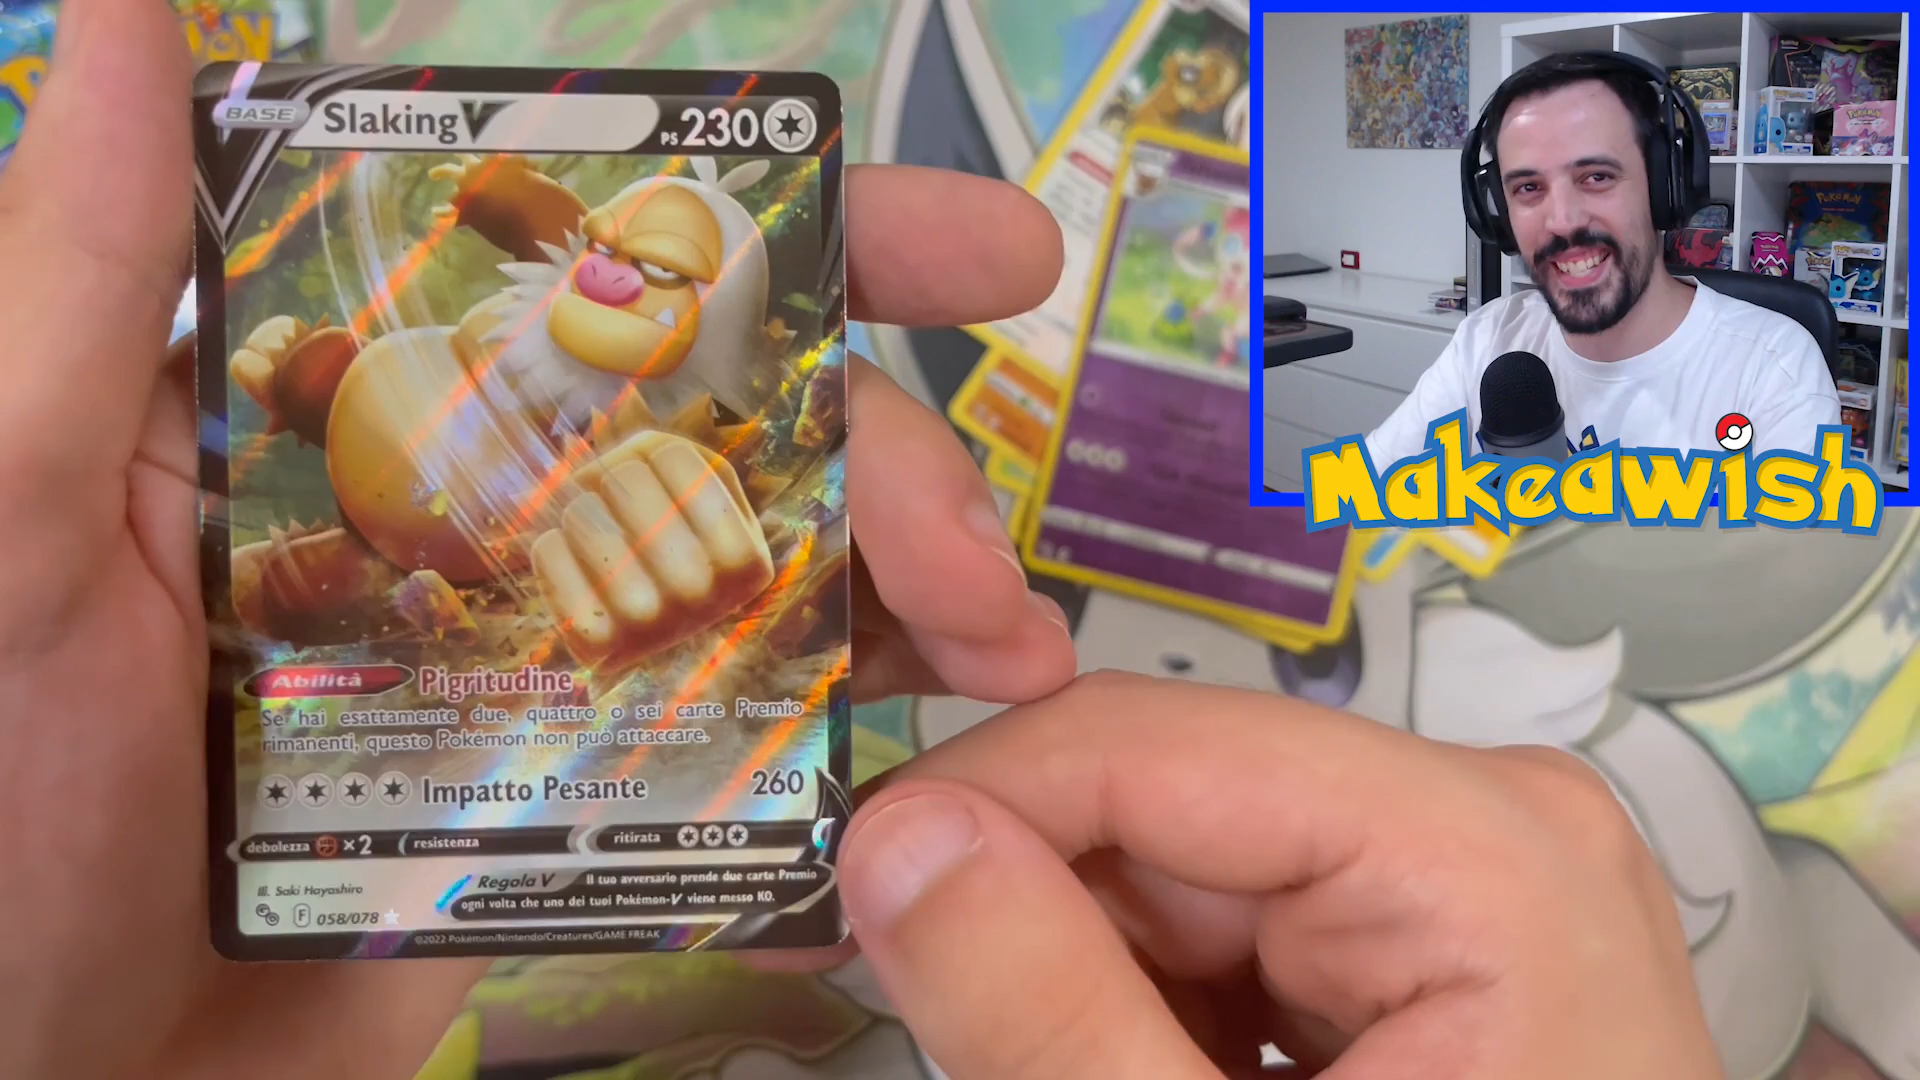 BASE
Slaking V
PS 230
Abilità
Pigritudine
Se hai esattamente due, quattro o sei carte Premio
rimanenti, questo Pokémon non può attaccare.
Impatto Pesante
260
debolezza ×2
resistenza
ritirata
Regola V
Il tuo avversario prende due carte Premio
ogni volta che uno dei tuoi Pokémon-V viene messo KO.
Ill. Saki Hayashiro
F 058/078
©2022 Pokémon/Nintendo/Creatures/GAME FREAK
Makeawish